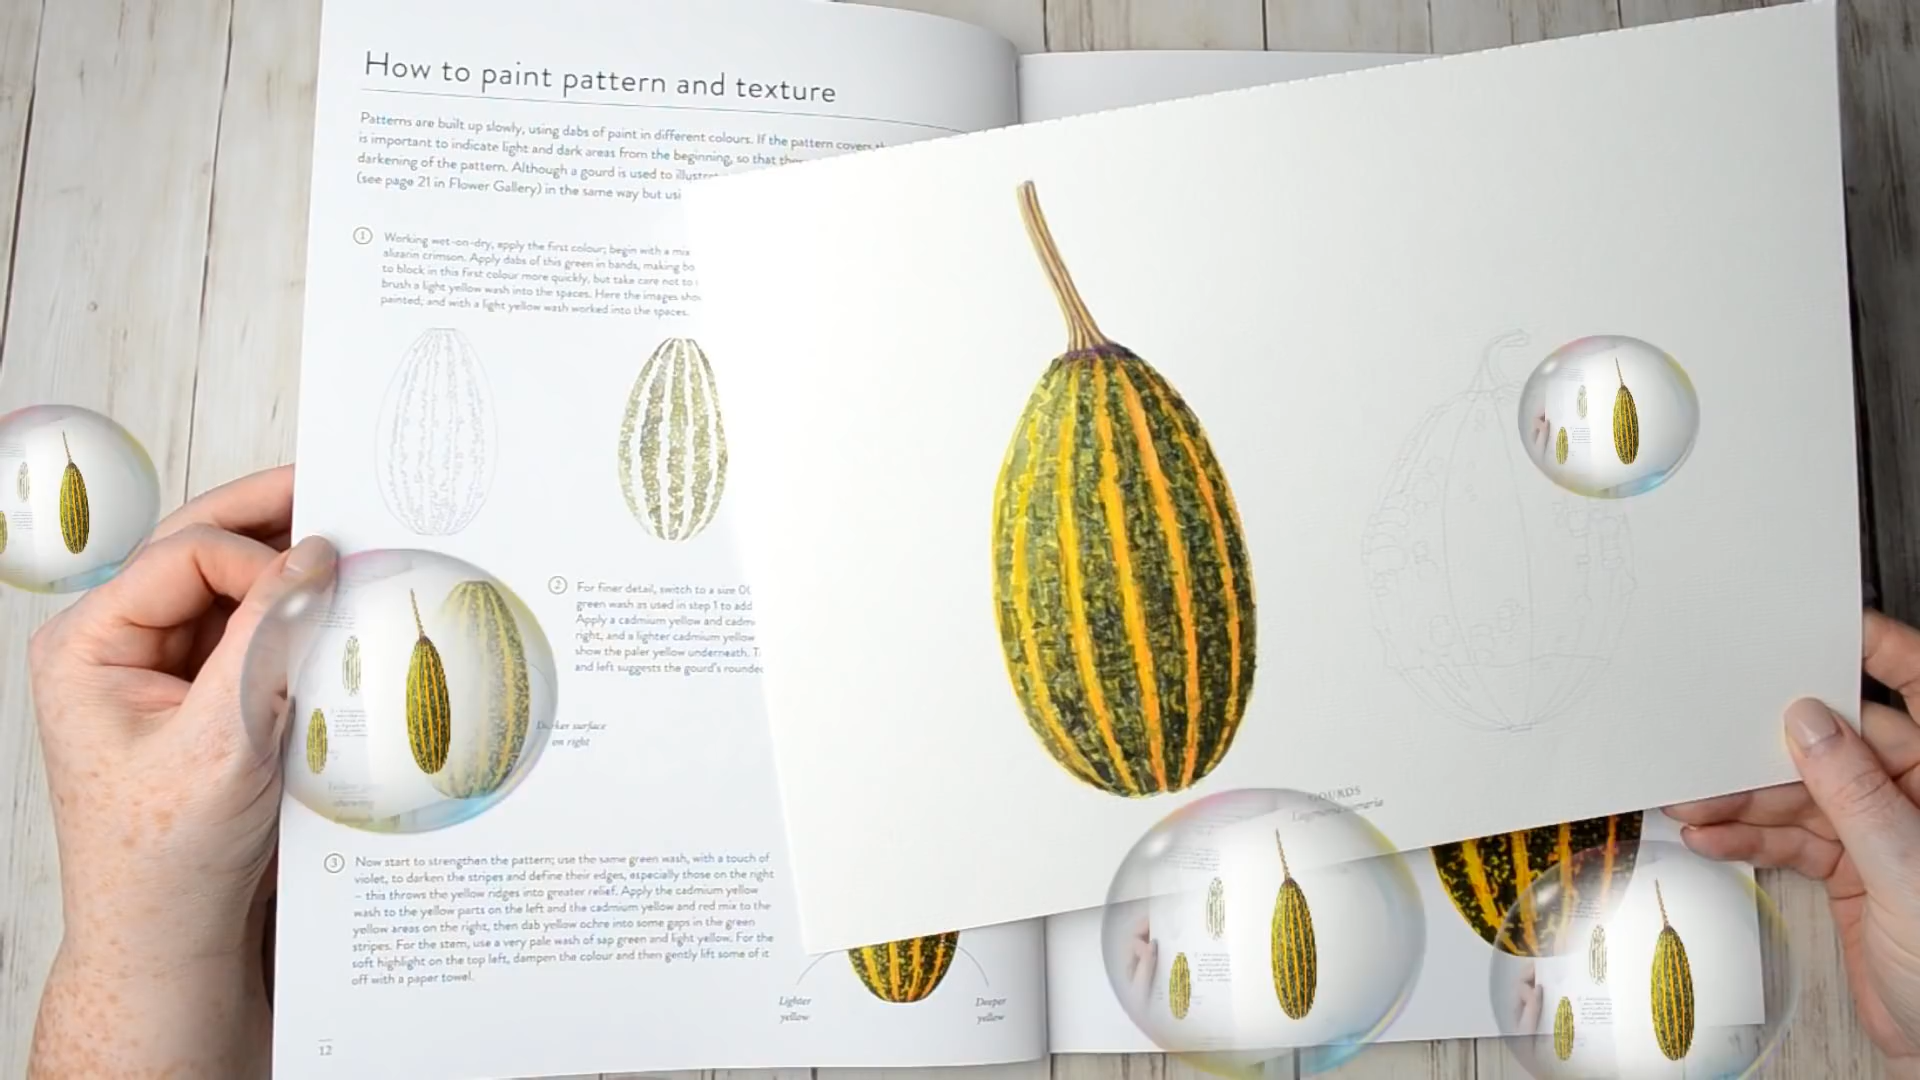 How to paint pattern and texture
Patterns are built up slowly, using dabs of paint in different colours. If the pattern covers
is important to indicate light and dark areas from the beginning, so that
darkening of the pattern. Although a gourd is used to
(see page 21 in Flower Gallery) in the same way but
1 Working wet-on-dry, apply the first colour; begin with a mix
alizarin crimson. Apply dabs of this green in bands, making
to block in this first colour more quickly, but take care not to
brush a light yellow wash into the spaces. Here the images
painted; and with a light yellow wash worked into the spaces.
2 For finer detail, switch to a size
green wash as used in step 1 to add
Apply a cadmium yellow and
right, and a lighter cadmium yellow
show the paler yellow underneath.
and left suggests the gourd's
surface
on right
3 Now start to strengthen the pattern; use the same green wash, with a touch of
violet, to darken the stripes and define their edges, especially those on the right
– this throws the yellow ridges into greater relief. Apply the cadmium yellow
wash to the yellow parts on the left and the cadmium yellow and red mix to the
yellow areas on the right, then dab yellow ochre into some gaps in the green
stripes. For the stem, use a very pale wash of sap green and light yellow. For the
soft highlight on the top left, dampen the colour and then gently lift some of it
off with a paper towel.
Lighter
yellow
Deeper
yellow
12
GOURDS